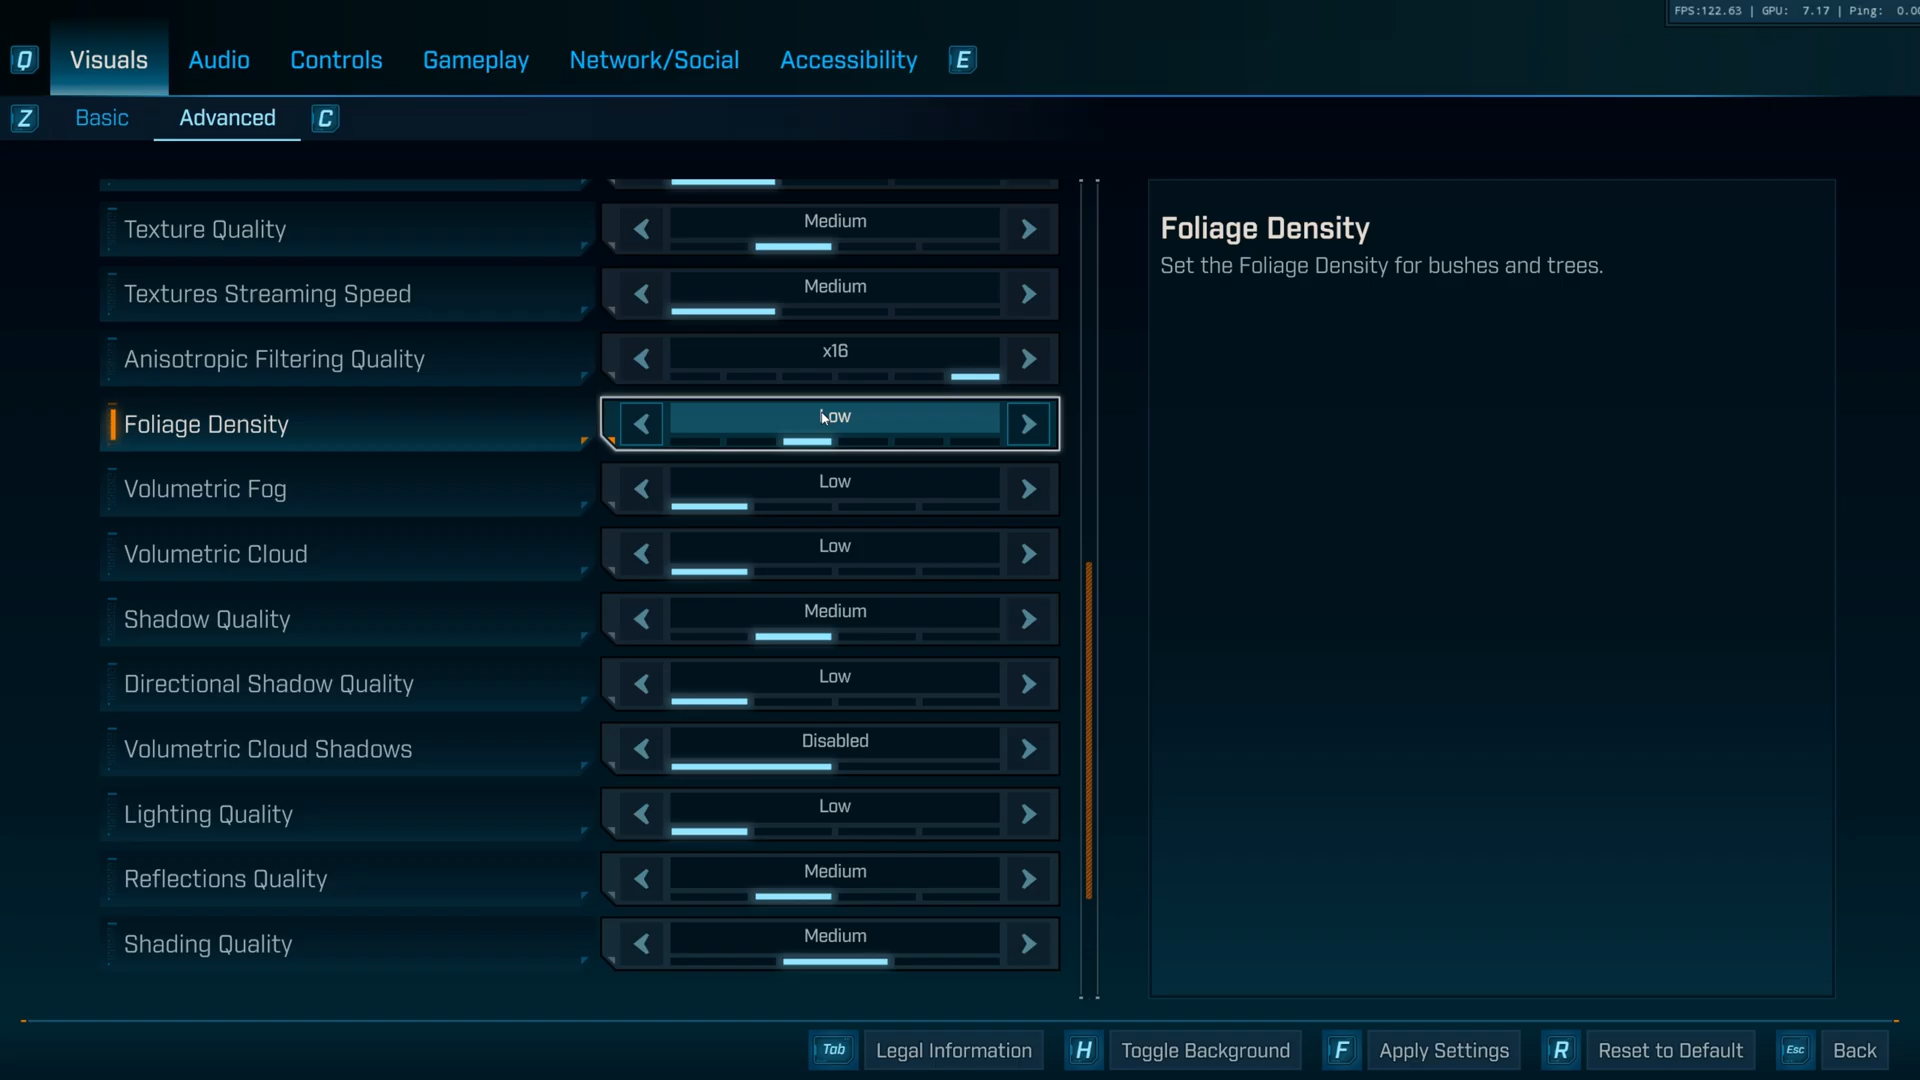 FPS:122.63 | GPU: 7.17 | Ping: 0.00
Q Visuals Audio Controls Gameplay Network/Social Accessibility E
Z Basic Advanced C
Texture Quality Medium
Textures Streaming Speed Medium
Anisotropic Filtering Quality x16
Foliage Density Low
Volumetric Fog Low
Volumetric Cloud Low
Shadow Quality Medium
Directional Shadow Quality Low
Volumetric Cloud Shadows Disabled
Lighting Quality Low
Reflections Quality Medium
Shading Quality Medium
Foliage Density
Set the Foliage Density for bushes and trees.
Tab Legal Information H Toggle Background F Apply Settings R Reset to Default Esc Back